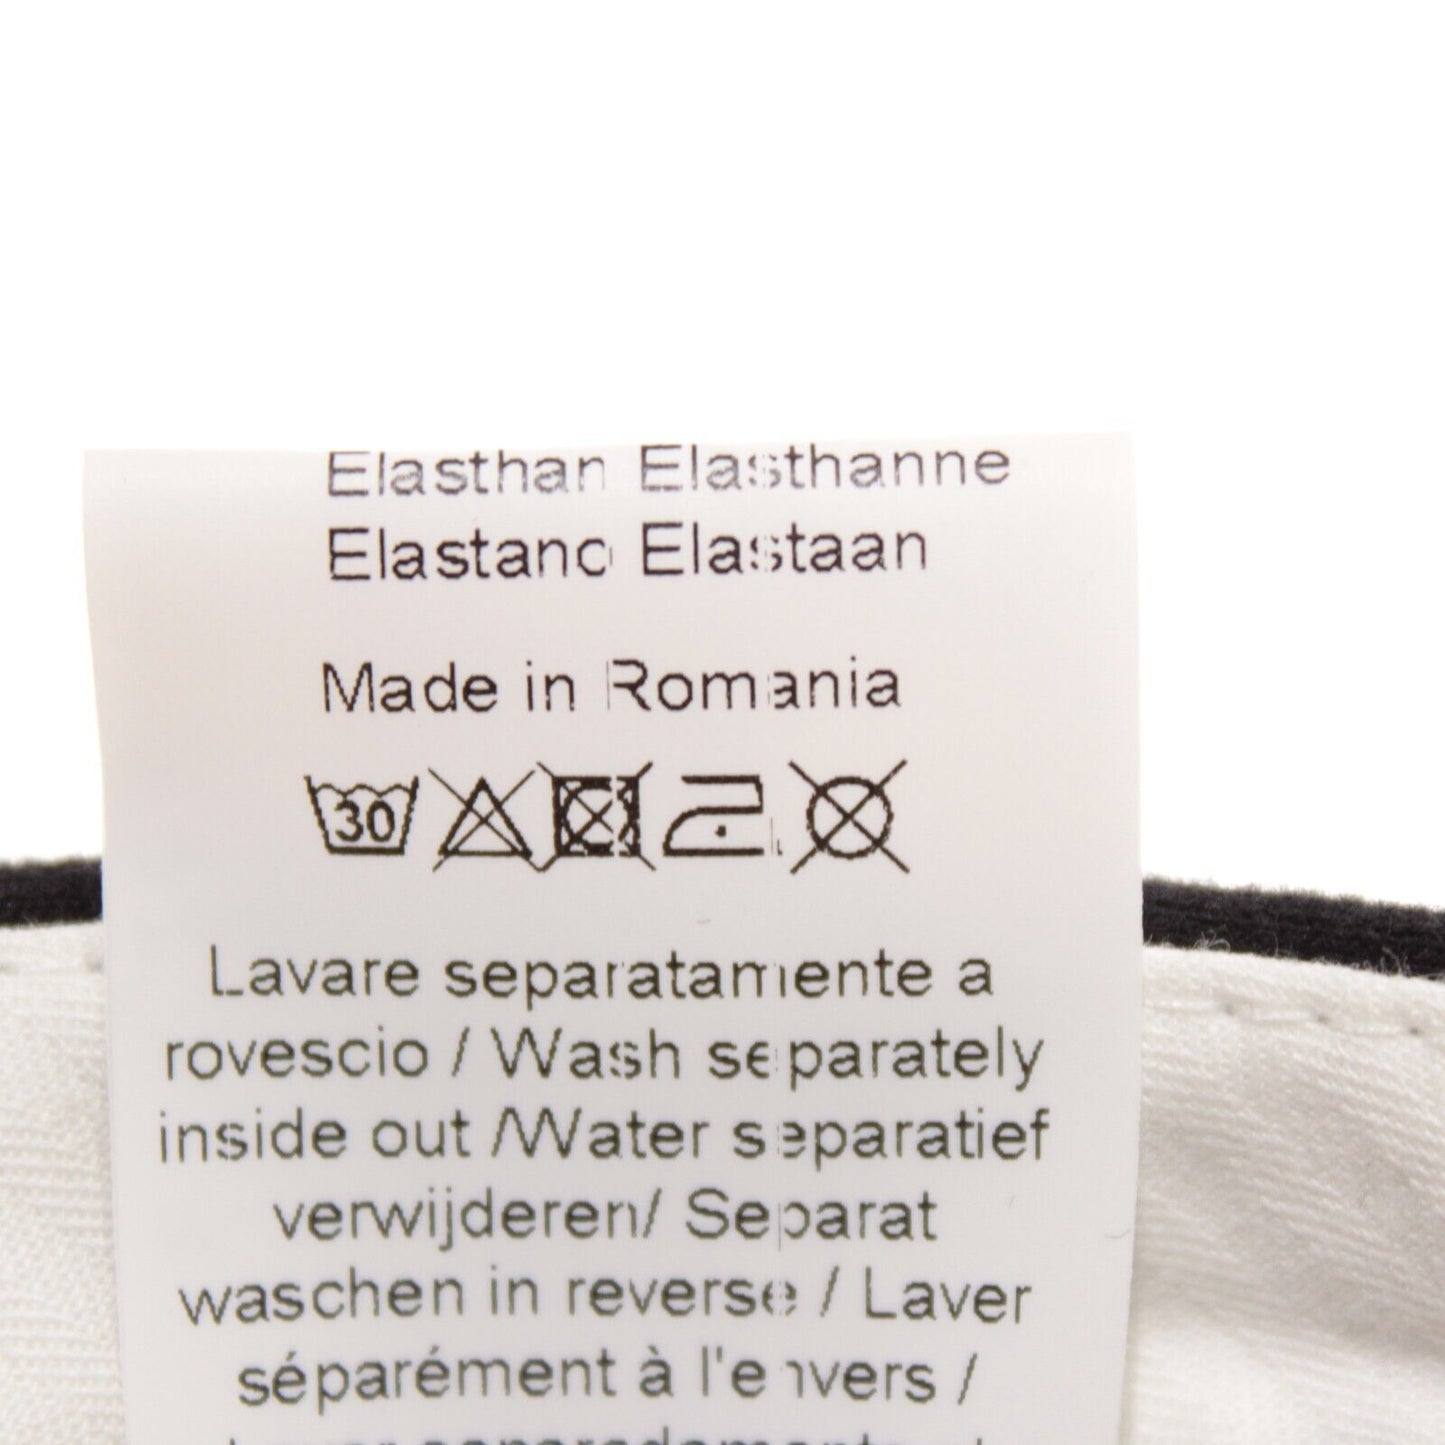 Elasthan Elasthanne
Elastano Elastaan
Made in Romania
30
Lavare separatamente a
rovescio / Wash separately
inside out /Water separatief
verwijderen/ Separat
waschen in reverse / Laver
séparément à l'envers /